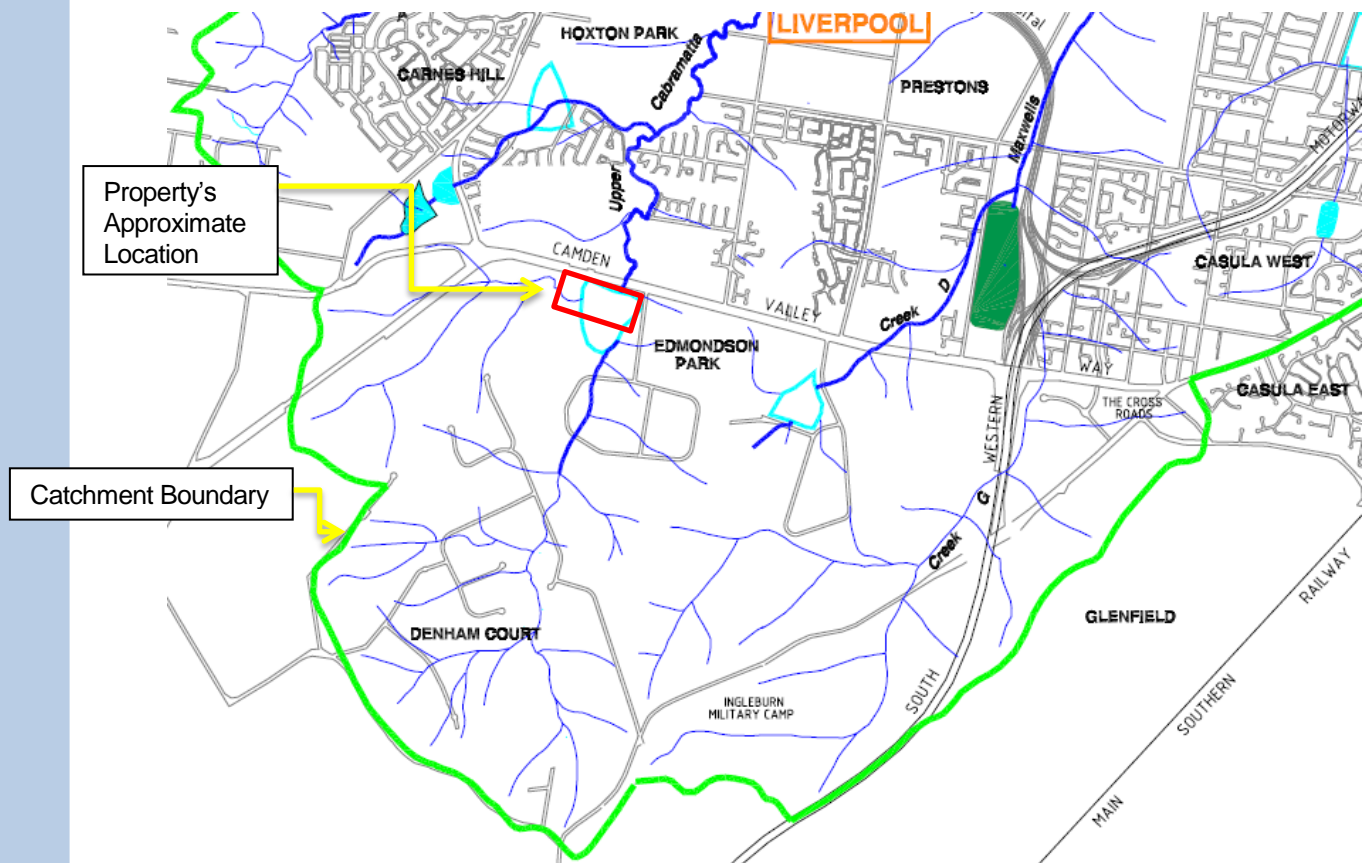 LIVERPOOL
HOXTON PARK
CARNES HILL
Cabramatta
PRESTONS
Maxwells
MOTORWAY
Property's
Approximate
Location
Upper
CAMDEN
VALLEY
Creek
D
CASULA WEST
EDMONDSON
PARK
WAY
CASULA EAST
THE CROSS
ROADS
WESTERN
Catchment Boundary
G
Creek
DENHAM COURT
GLENFIELD
RAILWAY
INGLEBURN
MILITARY CAMP
SOUTH
SOUTHERN
MAIN